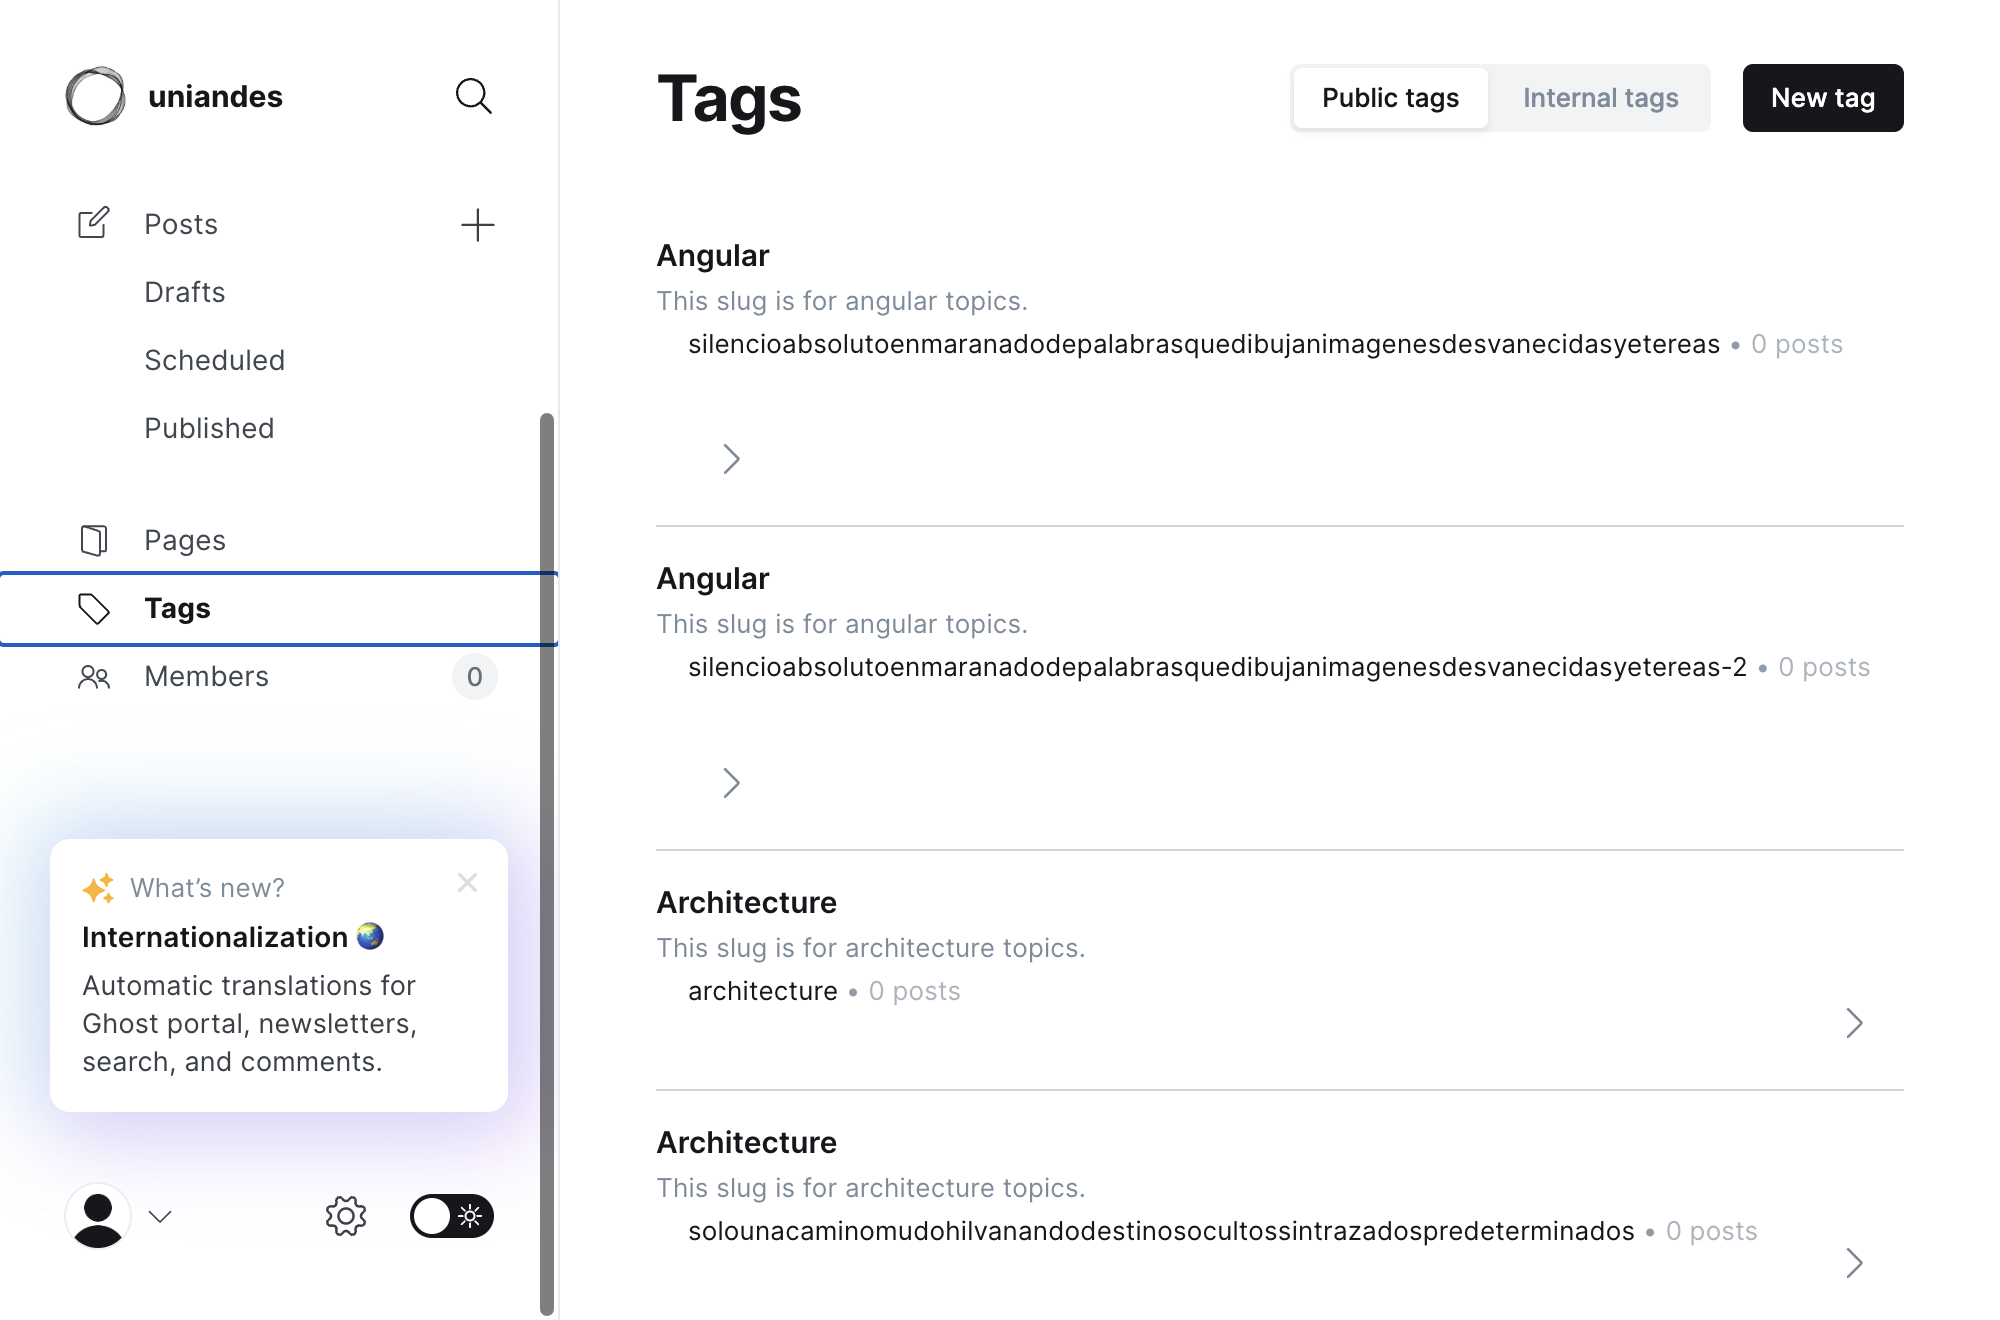 uniandes
Posts
Drafts
Scheduled
Published
Pages
Tags
Members
0
What’s new?
Internationalization
Automatic translations for
Ghost portal, newsletters,
search, and comments.
Tags
Public tags
Internal tags
New tag
Angular
This slug is for angular topics.
silencioabsolutoenmaranadodepalabrasquedibujanimagenesdesvanecidasyetereas • 0 posts
Angular
This slug is for angular topics.
silencioabsolutoenmaranadodepalabrasquedibujanimagenesdesvanecidasyetereas-2 • 0 posts
Architecture
This slug is for architecture topics.
architecture • 0 posts
Architecture
This slug is for architecture topics.
solounacaminomudohilvanandodestinosocultossintrazadospredeterminados • 0 posts